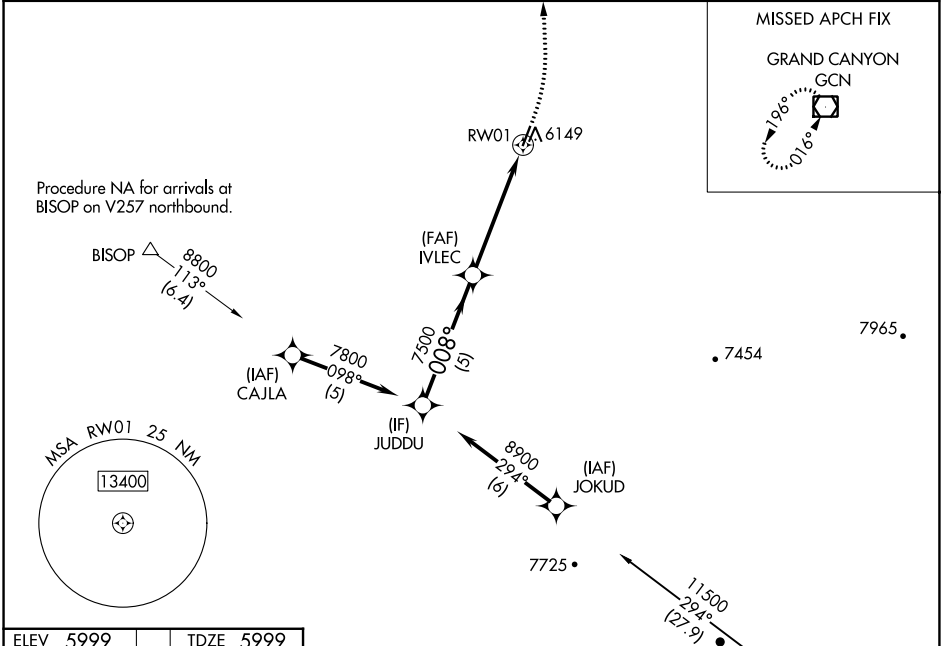 MISSED APCH FIX
GRAND CANYON
GCN
196°
016°
RW01
6149
Procedure NA for arrivals at
BISOP on V257 northbound.
BISOP
8800
113°
(6.4)
(FAF)
IVLEC
7500
008°
(5)
7965
7454
(IAF)
CAJLA
7800
098°
(5)
(IF)
JUDDU
8900
294°
(6)
(IAF)
JOKUD
MSA RW01 25 NM
13400
7725
11500
294°
(27.9)
ELEV 5999
TDZE 5999